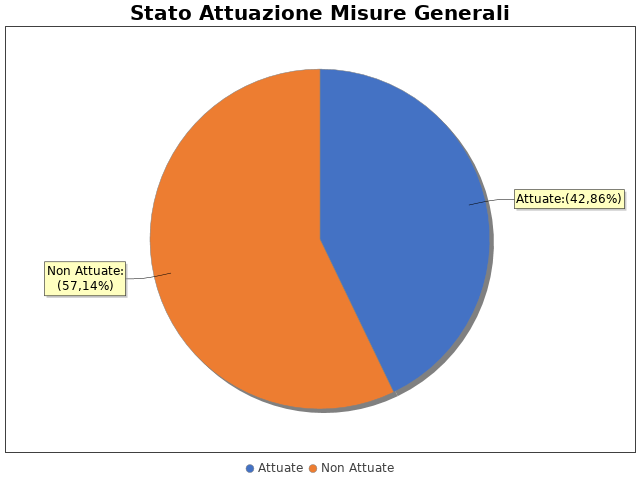 Stato Attuazione Misure Generali
Attuate:(42,86%)
Non Attuate:
(57,14%)
Attuate
Non Attuate